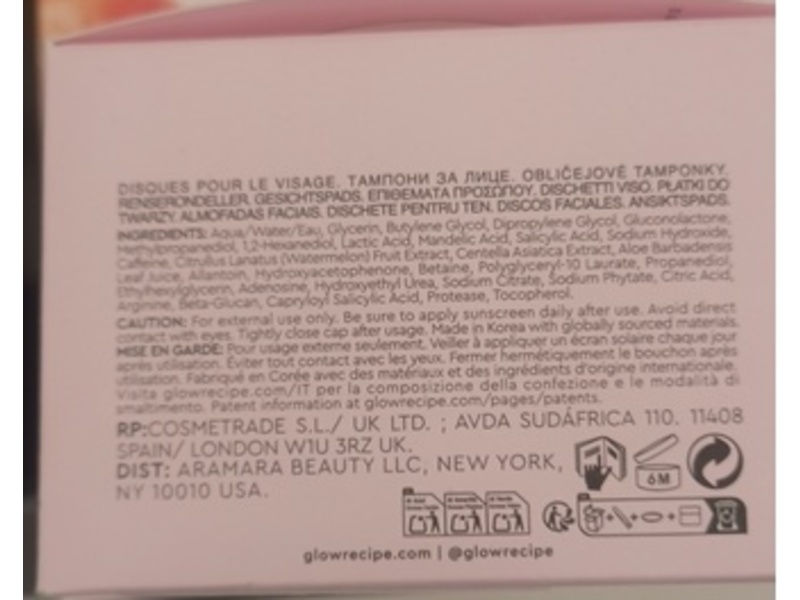 DISQUES POUR LE VISAGE. ТАМПОНИ ЗА ЛИЦЕ. OBLIČEJOVÉ TAMPONKY.
RENSERONDELLER. GESICHTSPADS. ΕΠΙΘΕΜΑΤΑ ΠΡΟΣΩΠΟΥ. DISCHETTI VISO. PŁATKI DO
TWARZY. ALMOFADAS FACIAIS. DISCHETE PENTRU TEN. DISCOS FACIALES. ANSIKTSPADS.
INGREDIENTS: Aqua/Water/Eau, Glycerin, Butylene Glycol, Dipropylene Glycol, Gluconolactone,
Methylpropanediol, 1,2-Hexanediol, Lactic Acid, Mandelic Acid, Salicylic Acid, Sodium Hydroxide,
Caffeine, Citrullus Lanatus (Watermelon) Fruit Extract, Centella Asiatica Extract, Aloe Barbadensis
Leaf Juice, Allantoin, Hydroxyacetophenone, Betaine, Polyglyceryl-10 Laurate, Propanediol,
Ethylhexylglycerin, Adenosine, Hydroxyethyl Urea, Sodium Citrate, Sodium Phytate, Citric Acid,
Arginine, Beta-Glucan, Capryloyl Salicylic Acid, Protease, Tocopherol.
CAUTION: For external use only. Be sure to apply sunscreen daily after use. Avoid direct
contact with eyes. Tightly close cap after usage. Made in Korea with globally sourced materials.
MISE EN GARDE: Pour usage externe seulement. Veiller à appliquer un écran solaire chaque jour
après utilisation. Éviter tout contact avec les yeux. Fermer hermétiquement le bouchon après
utilisation. Fabriqué en Corée avec des matériaux et des ingrédients d'origine internationale.
Visite glowrecipe.com/IT per la composizione della confezione e le modalità di
smaltimento. Patent information at glowrecipe.com/pages/patents.
RP:COSMETRADE S.L./ UK LTD. ; AVDA SUDÁFRICA 110. 11408
SPAIN/ LONDON W1U 3RZ UK.
DIST: ARAMARA BEAUTY LLC, NEW YORK,
NY 10010 USA.
6M
glowrecipe.com | @glowrecipe